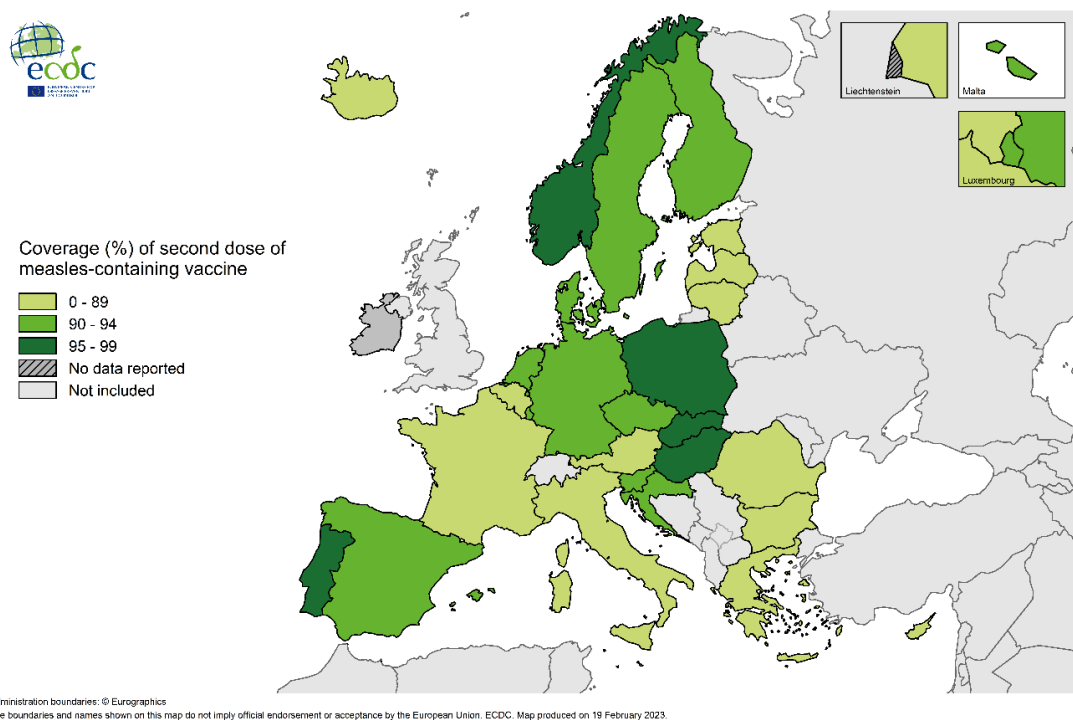 ecdc
Liechtenstein
Malta
Luxembourg
Coverage (%) of second dose of
measles-containing vaccine
0 - 89
90 - 94
95 - 99
No data reported
Not included
ministration boundaries: © Eurographics
e boundaries and names shown on this map do not imply official endorsement or acceptance by the European Union. ECDC. Map produced on 19 February 2023.